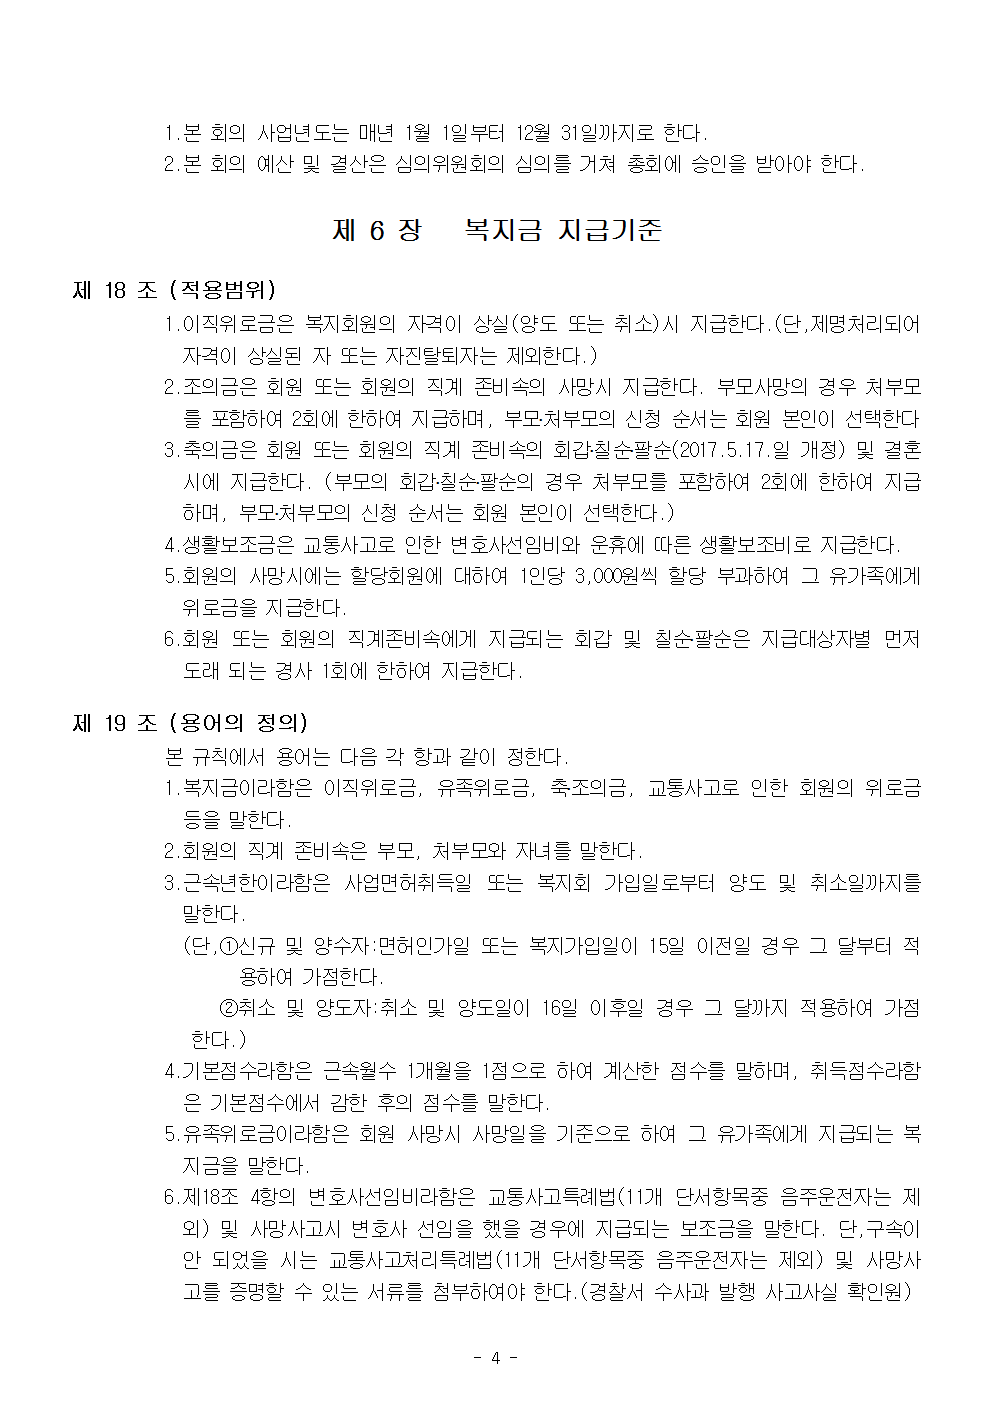 1.본 회의 사업년도는 매년 1월 1일부터 12월 31일까지로 한다.
2.본 회의 예산 및 결산은 심의위원회의 심의를 거쳐 총회에 승인을 받아야 한다.
제 6 장 복지금 지급기준
제 18 조 (적용범위)
1.이직위로금은 복지회원의 자격이 상실(양도 또는 취소)시 지급한다.(단,제명처리되어
자격이 상실된 자 또는 자진탈퇴자는 제외한다.)
2.조의금은 회원 또는 회원의 직계 존비속의 사망시 지급한다. 부모사망의 경우 처부모
를 포함하여 2회에 한하여 지급하며, 부모·처부모의 신청 순서는 회원 본인이 선택한다
3.축의금은 회원 또는 회원의 직계 존비속의 회갑·칠순·팔순(2017.5.17.일 개정) 및 결혼
시에 지급한다. (부모의 회갑·칠순·팔순의 경우 처부모를 포함하여 2회에 한하여 지급
하며, 부모·처부모의 신청 순서는 회원 본인이 선택한다.)
4.생활보조금은 교통사고로 인한 변호사선임비와 운휴에 따른 생활보조비로 지급한다.
5.회원의 사망시에는 할당회원에 대하여 1인당 3,000원씩 할당 부과하여 그 유가족에게
위로금을 지급한다.
6.회원 또는 회원의 직계존비속에게 지급되는 회갑 및 칠순·팔순은 지급대상자별 먼저
도래 되는 경사 1회에 한하여 지급한다.
제 19 조 (용어의 정의)
본 규칙에서 용어는 다음 각 항과 같이 정한다.
1.복지금이라함은 이직위로금, 유족위로금, 축·조의금, 교통사고로 인한 회원의 위로금
등을 말한다.
2.회원의 직계 존비속은 부모, 처부모와 자녀를 말한다.
3.근속년한이라함은 사업면허취득일 또는 복지회 가입일로부터 양도 및 취소일까지를
말한다.
(단,①신규 및 양수자:면허인가일 또는 복지가입일이 15일 이전일 경우 그 달부터 적
용하여 가점한다.
②취소 및 양도자:취소 및 양도일이 16일 이후일 경우 그 달까지 적용하여 가점
한다.)
4.기본점수라함은 근속월수 1개월을 1점으로 하여 계산한 점수를 말하며, 취득점수라함
은 기본점수에서 감한 후의 점수를 말한다.
5.유족위로금이라함은 회원 사망시 사망일을 기준으로 하여 그 유가족에게 지급되는 복
지금을 말한다.
6.제18조 4항의 변호사선임비라함은 교통사고특례법(11개 단서항목중 음주운전자는 제
외) 및 사망사고시 변호사 선임을 했을 경우에 지급되는 보조금을 말한다. 단,구속이
안 되었을 시는 교통사고처리특례법(11개 단서항목중 음주운전자는 제외) 및 사망사
고를 증명할 수 있는 서류를 첨부하여야 한다.(경찰서 수사과 발행 사고사실 확인원)
- 4 -